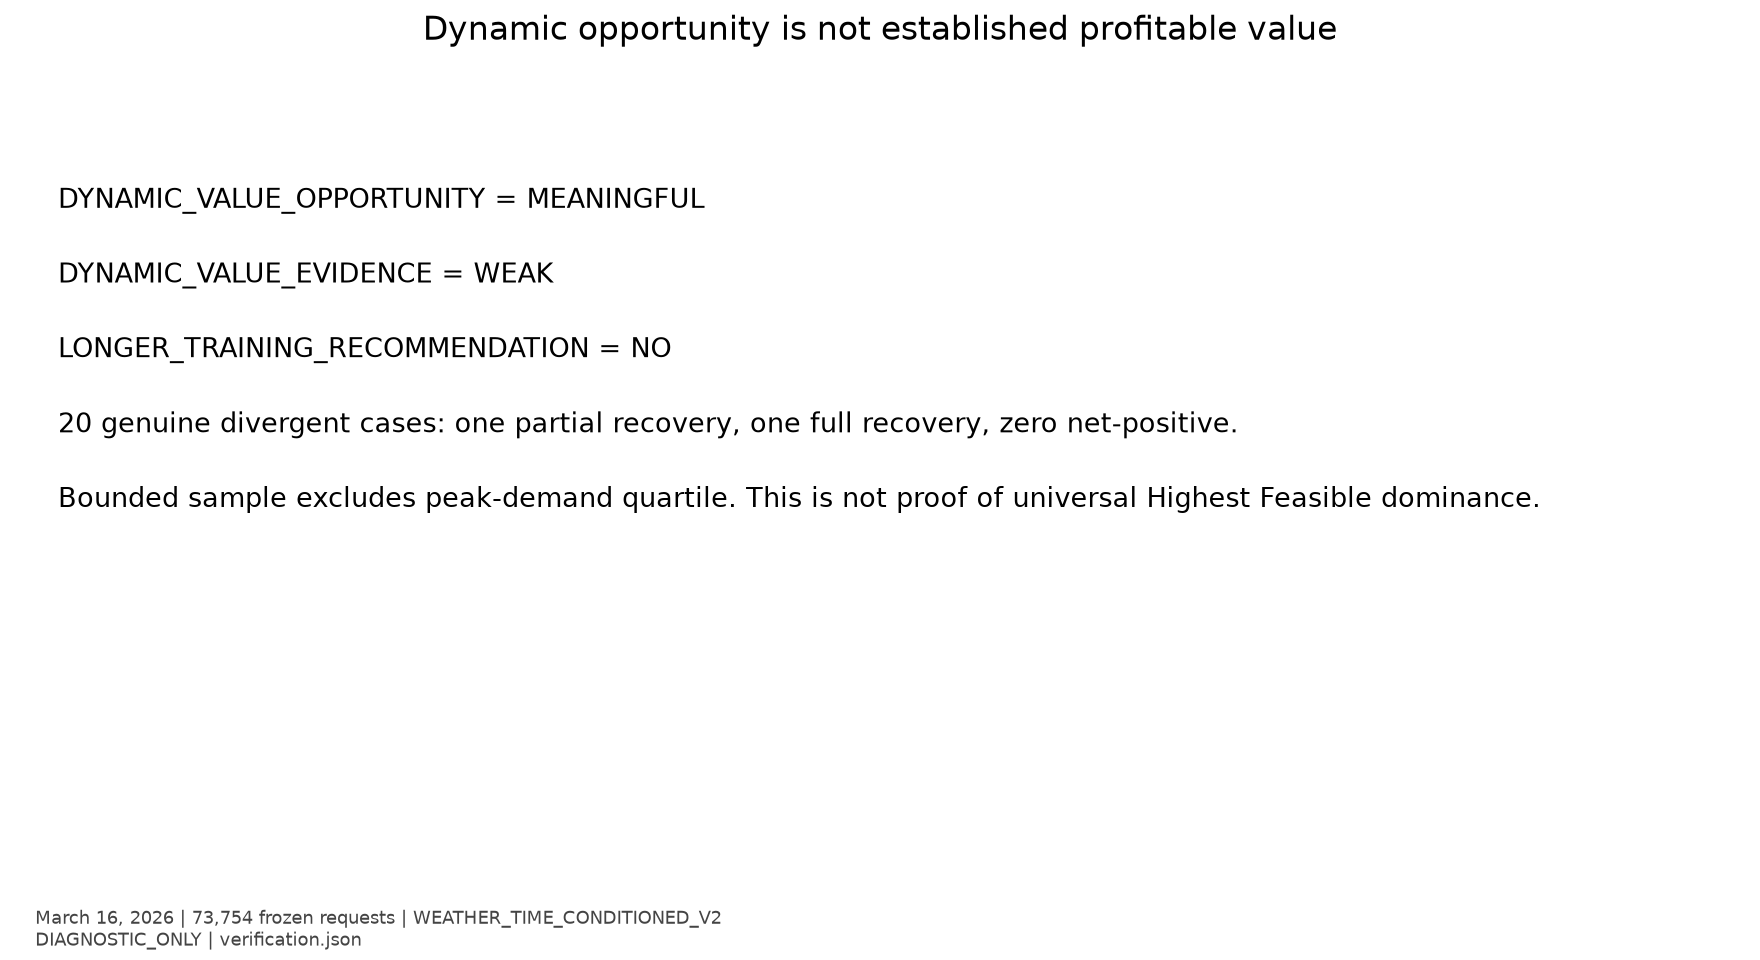 Dynamic opportunity is not established profitable value
DYNAMIC_VALUE_OPPORTUNITY = MEANINGFUL
DYNAMIC_VALUE_EVIDENCE = WEAK
LONGER_TRAINING_RECOMMENDATION = NO
20 genuine divergent cases: one partial recovery, one full recovery, zero net-positive.
Bounded sample excludes peak-demand quartile. This is not proof of universal Highest Feasible dominance.
March 16, 2026 | 73,754 frozen requests | WEATHER_TIME_CONDITIONED_V2
DIAGNOSTIC_ONLY | verification.json